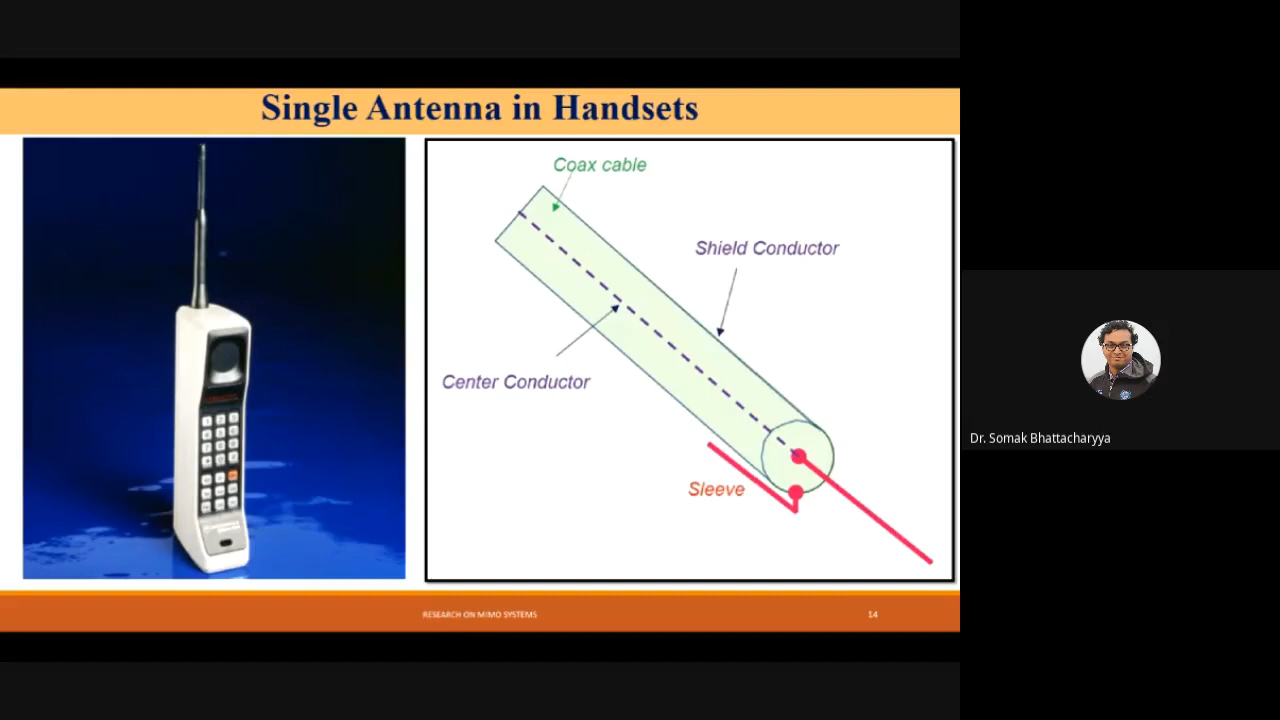 Single Antenna in Handsets
Coax cable
Shield Conductor
Center Conductor
Sleeve
RESEARCH ON MIMO SYSTEMS
14
Dr. Somak Bhattacharyya